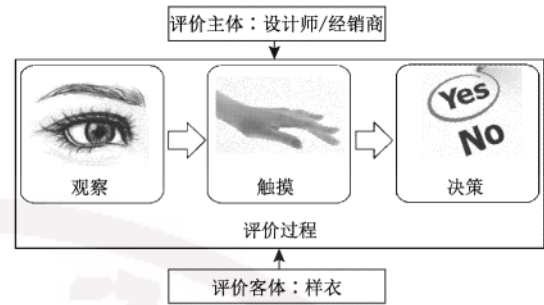 评价主体：设计师/经销商
Yes
No
观察
触摸
决策
评价过程
评价客体：样衣